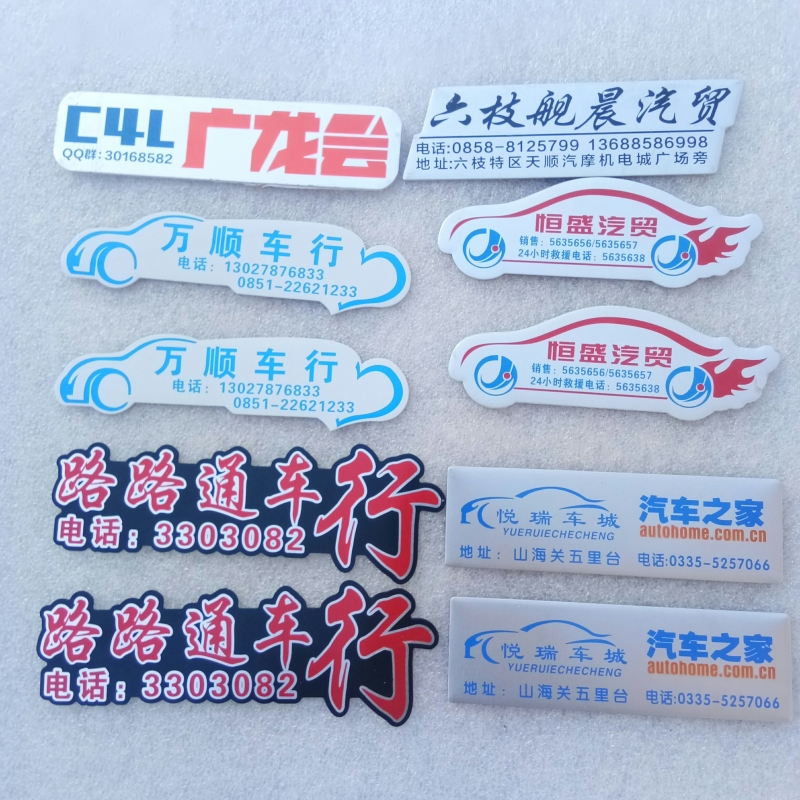 C4L 广龙会
QQ群:30168582
六枝舰晨汽贸
电话:0858-8125799 13688586998
地址:六枝特区天顺汽摩机电城广场旁
万顺车行
电话：13027876833
0851-22621233
恒盛汽贸
销售：5635656/5635657
24小时救援电话：5635638
万顺车行
电话：13027876833
0851-22621233
恒盛汽贸
销售：5635656/5635657
24小时救援电话：5635638
路路通车行
电话：3303082
悦瑞车城
YUERUIECHECHENG
汽车之家
autohome.com.cn
地址：山海关五里台 电话:0335-5257066
路路通车行
电话：3303082
悦瑞车城
YUERUIECHECHENG
汽车之家
autohome.com.cn
地址：山海关五里台 电话:0335-5257066